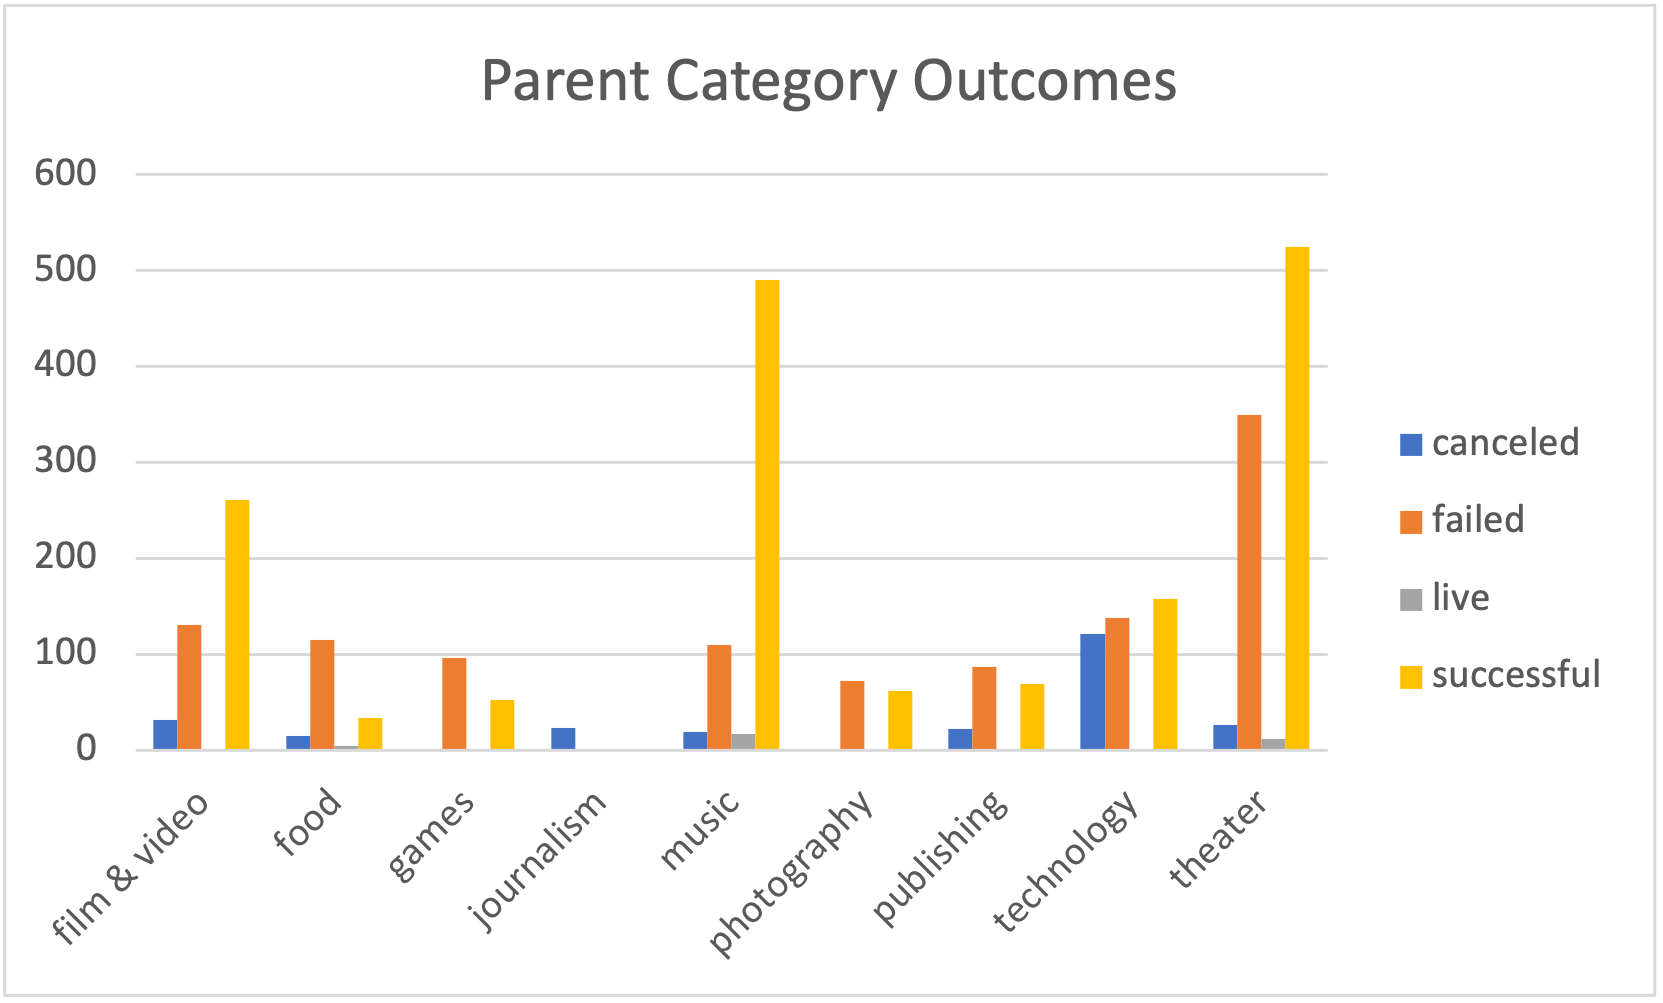 Parent Category Outcomes
600
500
400
300
200
100
0
film & video
food
games
journalism
music
photography
publishing
technology
theater
canceled
failed
live
successful